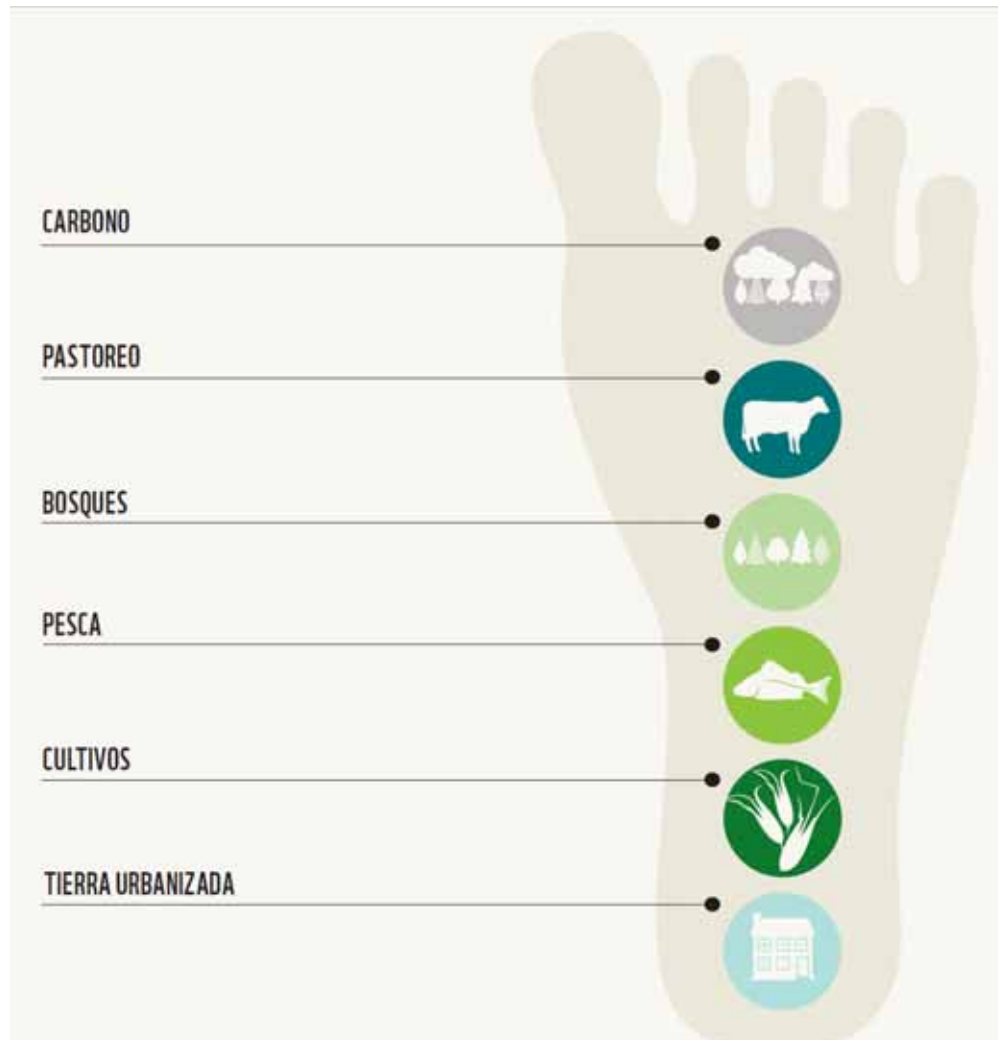 CARBONO
PASTOREO
BOSQUES
PESCA
CULTIVOS
TIERRA URBANIZADA